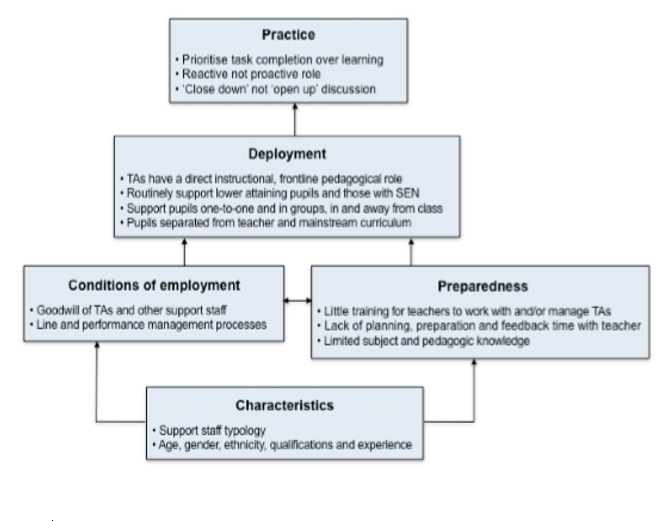 Practice
• Prioritise task completion over learning
• Reactive not proactive role
• 'Close down' not 'open up' discussion
Deployment
• TAs have a direct instructional, frontline pedagogical role
• Routinely support lower attaining pupils and those with SEN
• Support pupils one-to-one and in groups, in and away from class
• Pupils separated from teacher and mainstream curriculum
Conditions of employment
• Goodwill of TAs and other support staff
• Line and performance management processes
Preparedness
• Little training for teachers to work with and/or manage TAs
• Lack of planning, preparation and feedback time with teacher
• Limited subject and pedagogic knowledge
Characteristics
• Support staff typology
• Age, gender, ethnicity, qualifications and experience